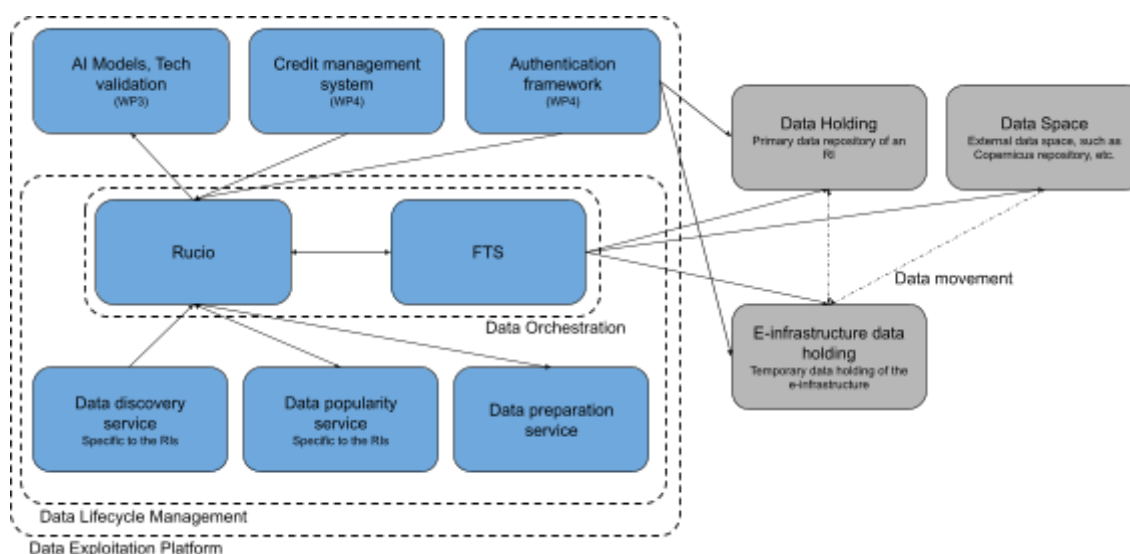 AI Models, Tech
validation
(WP3)
Credit management
system
(WP4)
Authentication
framework
(WP4)
Data Holding
Primary data repository of an
RI
Data Space
External data space, such as
Copernicus repository, etc.
Rucio
FTS
Data movement
Data Orchestration
E-infrastructure data
holding
Temporary data holding of the
e-infrastructure
Data discovery
service
Specific to the RIs
Data popularity
service
Specific to the RIs
Data preparation
service
Data Lifecycle Management
Data Exploitation Platform